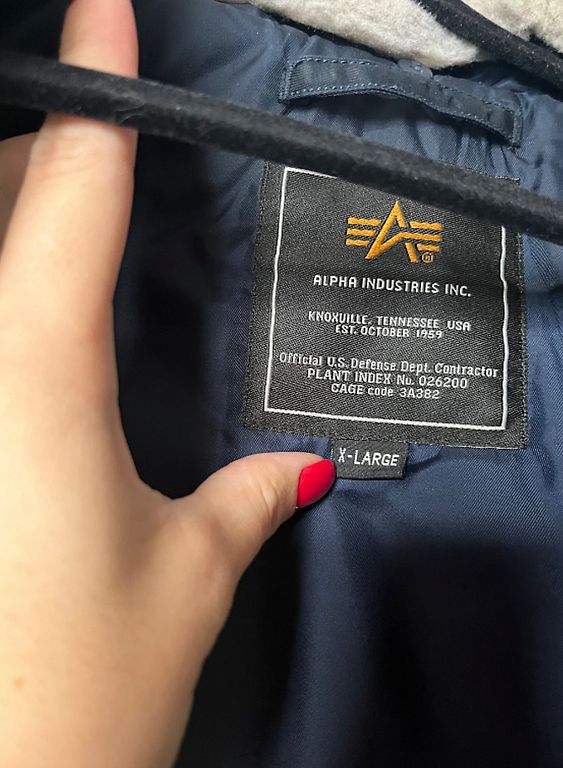 ALPHA INDUSTRIES INC.
KNOXVILLE, TENNESSEE USA
EST. OCTOBER 1959
Official U.S. Defense Dept. Contractor
PLANT INDEX No. 026200
CAGE code 3A382
X-LARGE